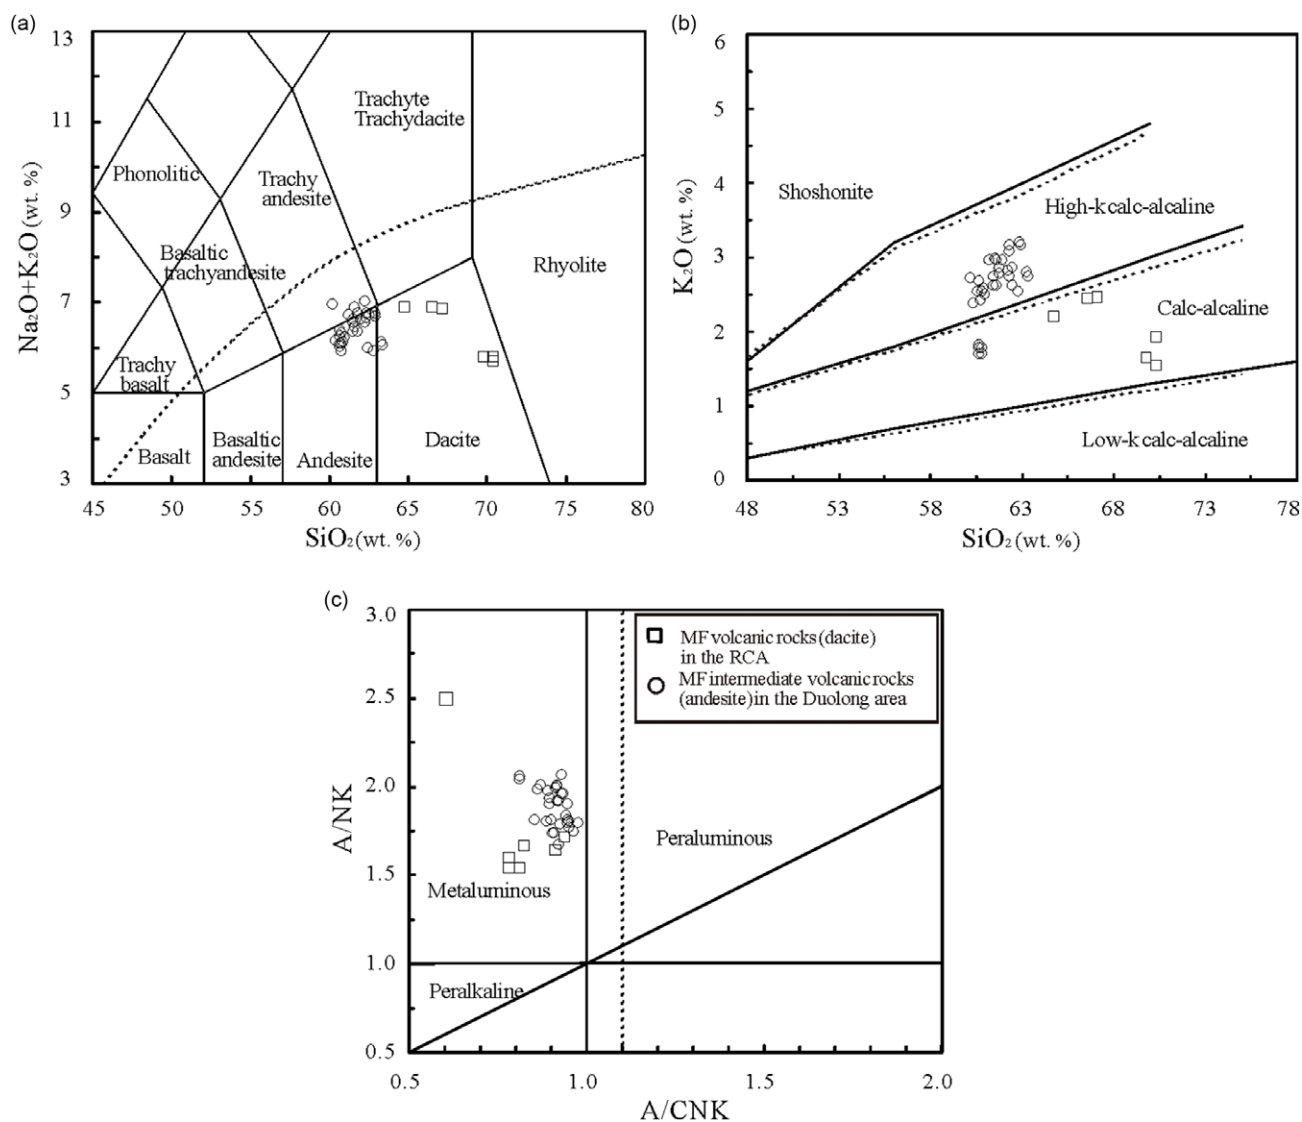 (a)
13
11
9
7
5
3
Na₂O+K₂O (wt. %)
Phonolitic
Trachyte
Trachydacite
Trachy
andesite
Basaltic
trachyandesite
Rhyolite
Trachy
basalt
Basalt
Basaltic
andesite
Andesite
Dacite
45 50 55 60 65 70 75 80
SiO₂ (wt. %)
(b)
6
5
4
3
2
1
0
K₂O (wt. %)
Shoshonite
High-k calc-alcaline
Calc-alcaline
Low-k calc-alcaline
48 53 58 63 68 73 78
SiO₂ (wt. %)
(c)
3.0
2.5
2.0
1.5
1.0
0.5
A/NK
MF volcanic rocks (dacite)
in the RCA
MF intermediate volcanic rocks
(andesite) in the Duolong area
Peraluminous
Metaluminous
Peralkaline
0.5 1.0 1.5 2.0
A/CNK